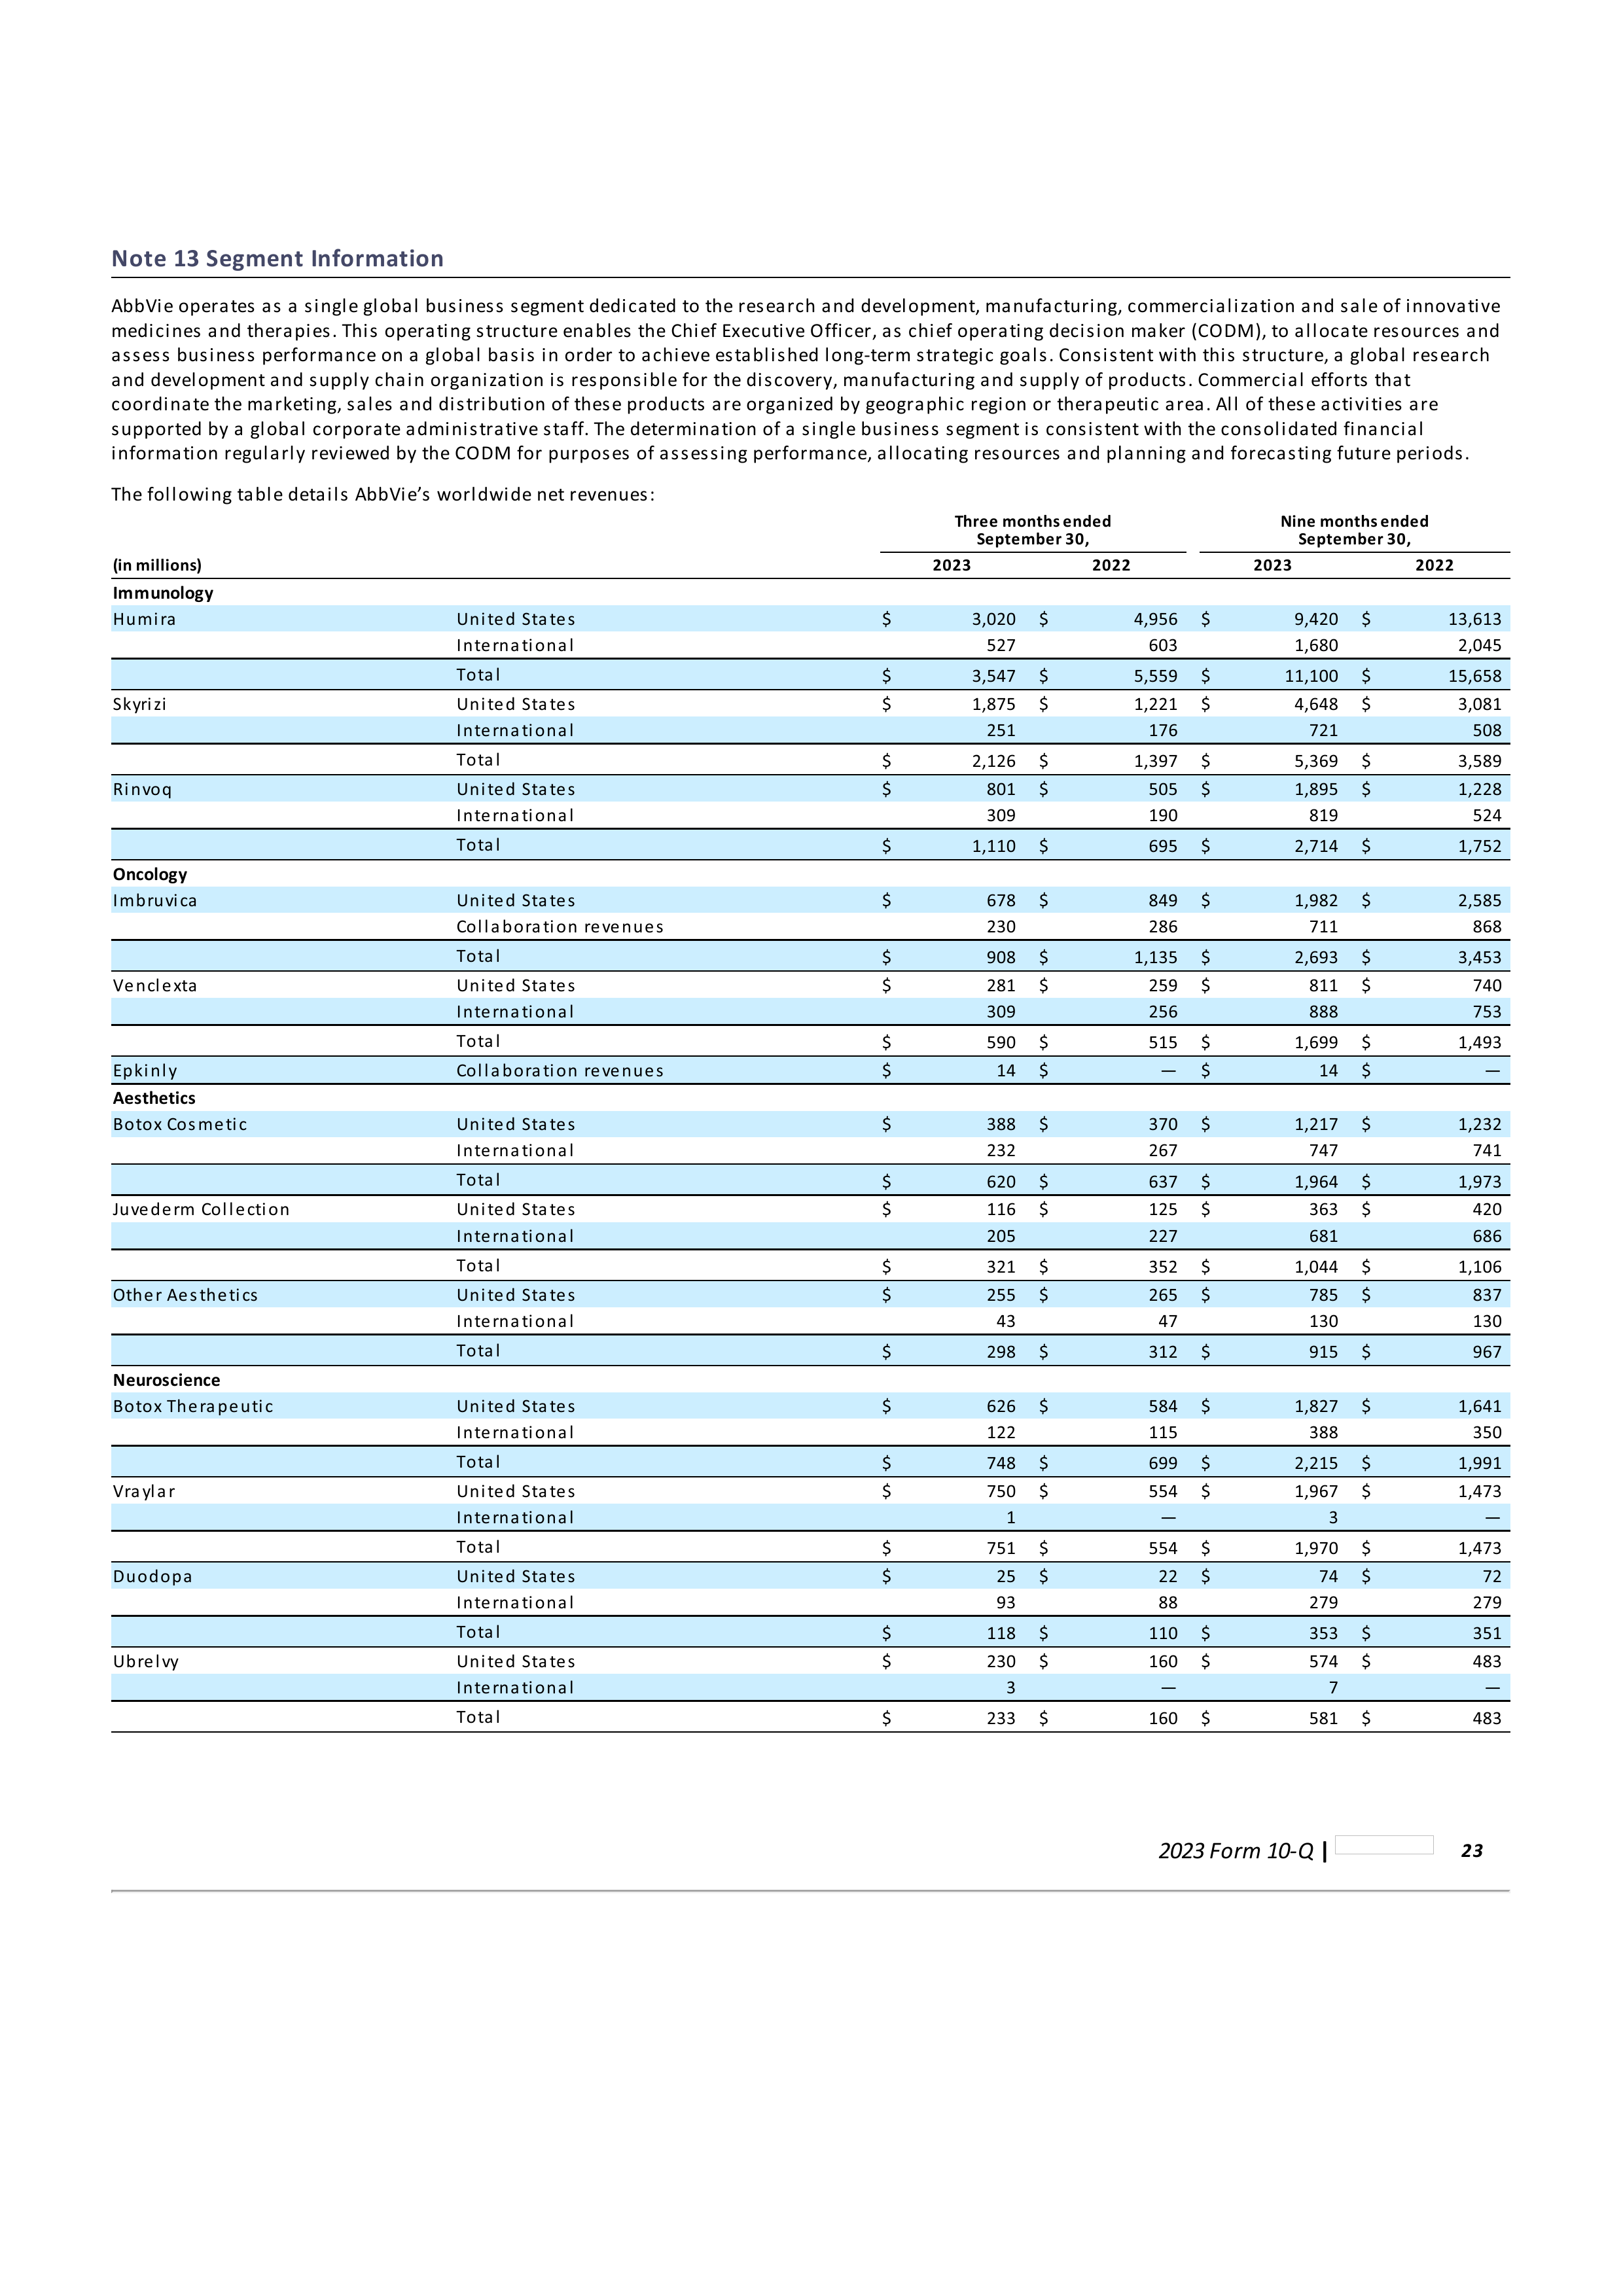 Note 13 Segment Information
AbbVie operates as a single global business segment dedicated to the research and development, manufacturing, commercialization and sale of innovative
medicines and therapies. This operating structure enables the Chief Executive Officer, as chief operating decision maker (CODM), to allocate resources and
assess business performance on a global basis in order to achieve established long-term strategic goals. Consistent with this structure, a global research
and development and supply chain organization is responsible for the discovery, manufacturing and supply of products. Commercial efforts that
coordinate the marketing, sales and distribution of these products are organized by geographic region or therapeutic area. All of these activities are
supported by a global corporate administrative staff. The determination of a single business segment is consistent with the consolidated financial
information regularly reviewed by the CODM for purposes of assessing performance, allocating resources and planning and forecasting future periods.
The following table details AbbVie’s worldwide net revenues:
Three months ended Nine months ended
September 30, September 30,
(in millions) 2023 2022 2023 2022
Immunology
Humira United States $ 3,020 $ 4,956 $ 9,420 $ 13,613
International 527 603 1,680 2,045
Total $ 3,547 $ 5,559 $ 11,100 $ 15,658
Skyrizi United States $ 1,875 $ 1,221 $ 4,648 $ 3,081
International 251 176 721 508
Total $ 2,126 $ 1,397 $ 5,369 $ 3,589
Rinvoq United States $ 801 $ 505 $ 1,895 $ 1,228
International 309 190 819 524
Total $ 1,110 $ 695 $ 2,714 $ 1,752
Oncology
Imbruvica United States $ 678 $ 849 $ 1,982 $ 2,585
Collaboration revenues 230 286 711 868
Total $ 908 $ 1,135 $ 2,693 $ 3,453
Venclexta United States $ 281 $ 259 $ 811 $ 740
International 309 256 888 753
Total $ 590 $ 515 $ 1,699 $ 1,493
Epkinly Collaboration revenues $ 14 $ — $ 14 $ —
Aesthetics
Botox Cosmetic United States $ 388 $ 370 $ 1,217 $ 1,232
International 232 267 747 741
Total $ 620 $ 637 $ 1,964 $ 1,973
Juvederm Collection United States $ 116 $ 125 $ 363 $ 420
International 205 227 681 686
Total $ 321 $ 352 $ 1,044 $ 1,106
Other Aesthetics United States $ 255 $ 265 $ 785 $ 837
International 43 47 130 130
Total $ 298 $ 312 $ 915 $ 967
Neuroscience
Botox Therapeutic United States $ 626 $ 584 $ 1,827 $ 1,641
International 122 115 388 350
Total $ 748 $ 699 $ 2,215 $ 1,991
Vraylar United States $ 750 $ 554 $ 1,967 $ 1,473
International 1 — 3 —
Total $ 751 $ 554 $ 1,970 $ 1,473
Duodopa United States $ 25 $ 22 $ 74 $ 72
International 93 88 279 279
Total $ 118 $ 110 $ 353 $ 351
Ubrelvy United States $ 230 $ 160 $ 574 $ 483
International 3 — 7 —
Total $ 233 $ 160 $ 581 $ 483
2023 Form 10-Q | 23